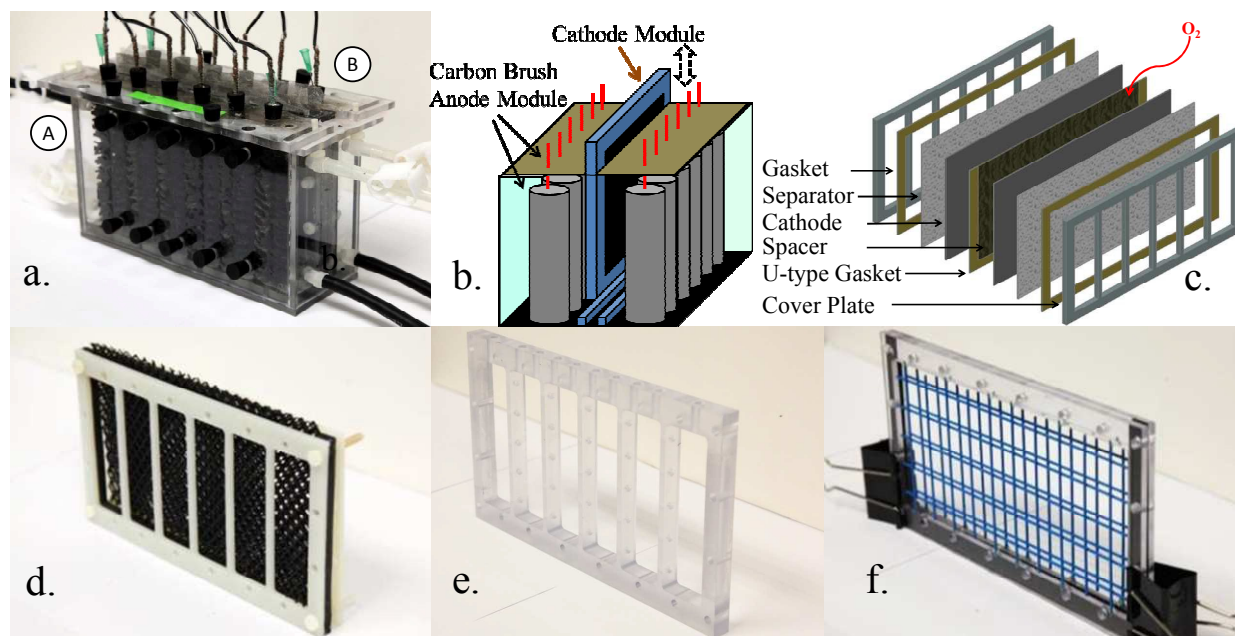 A
B
a.
b.
Cathode Module
Carbon Brush
Anode Module
b.
O₂
Gasket
Separator
Cathode
Spacer
U-type Gasket
Cover Plate
c.
d.
e.
f.